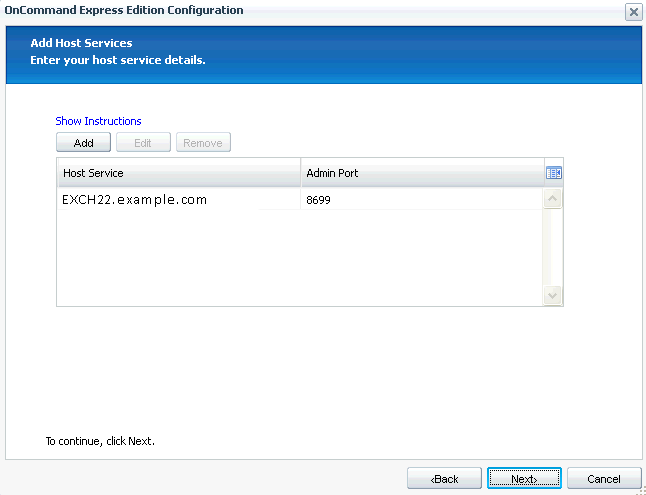 OnCommand Express Edition Configuration
Add Host Services
Enter your host service details.
Show Instructions
Add Edit Remove
Host Service Admin Port
EXCH22.example.com 8699
To continue, click Next.
‹Back Next› Cancel